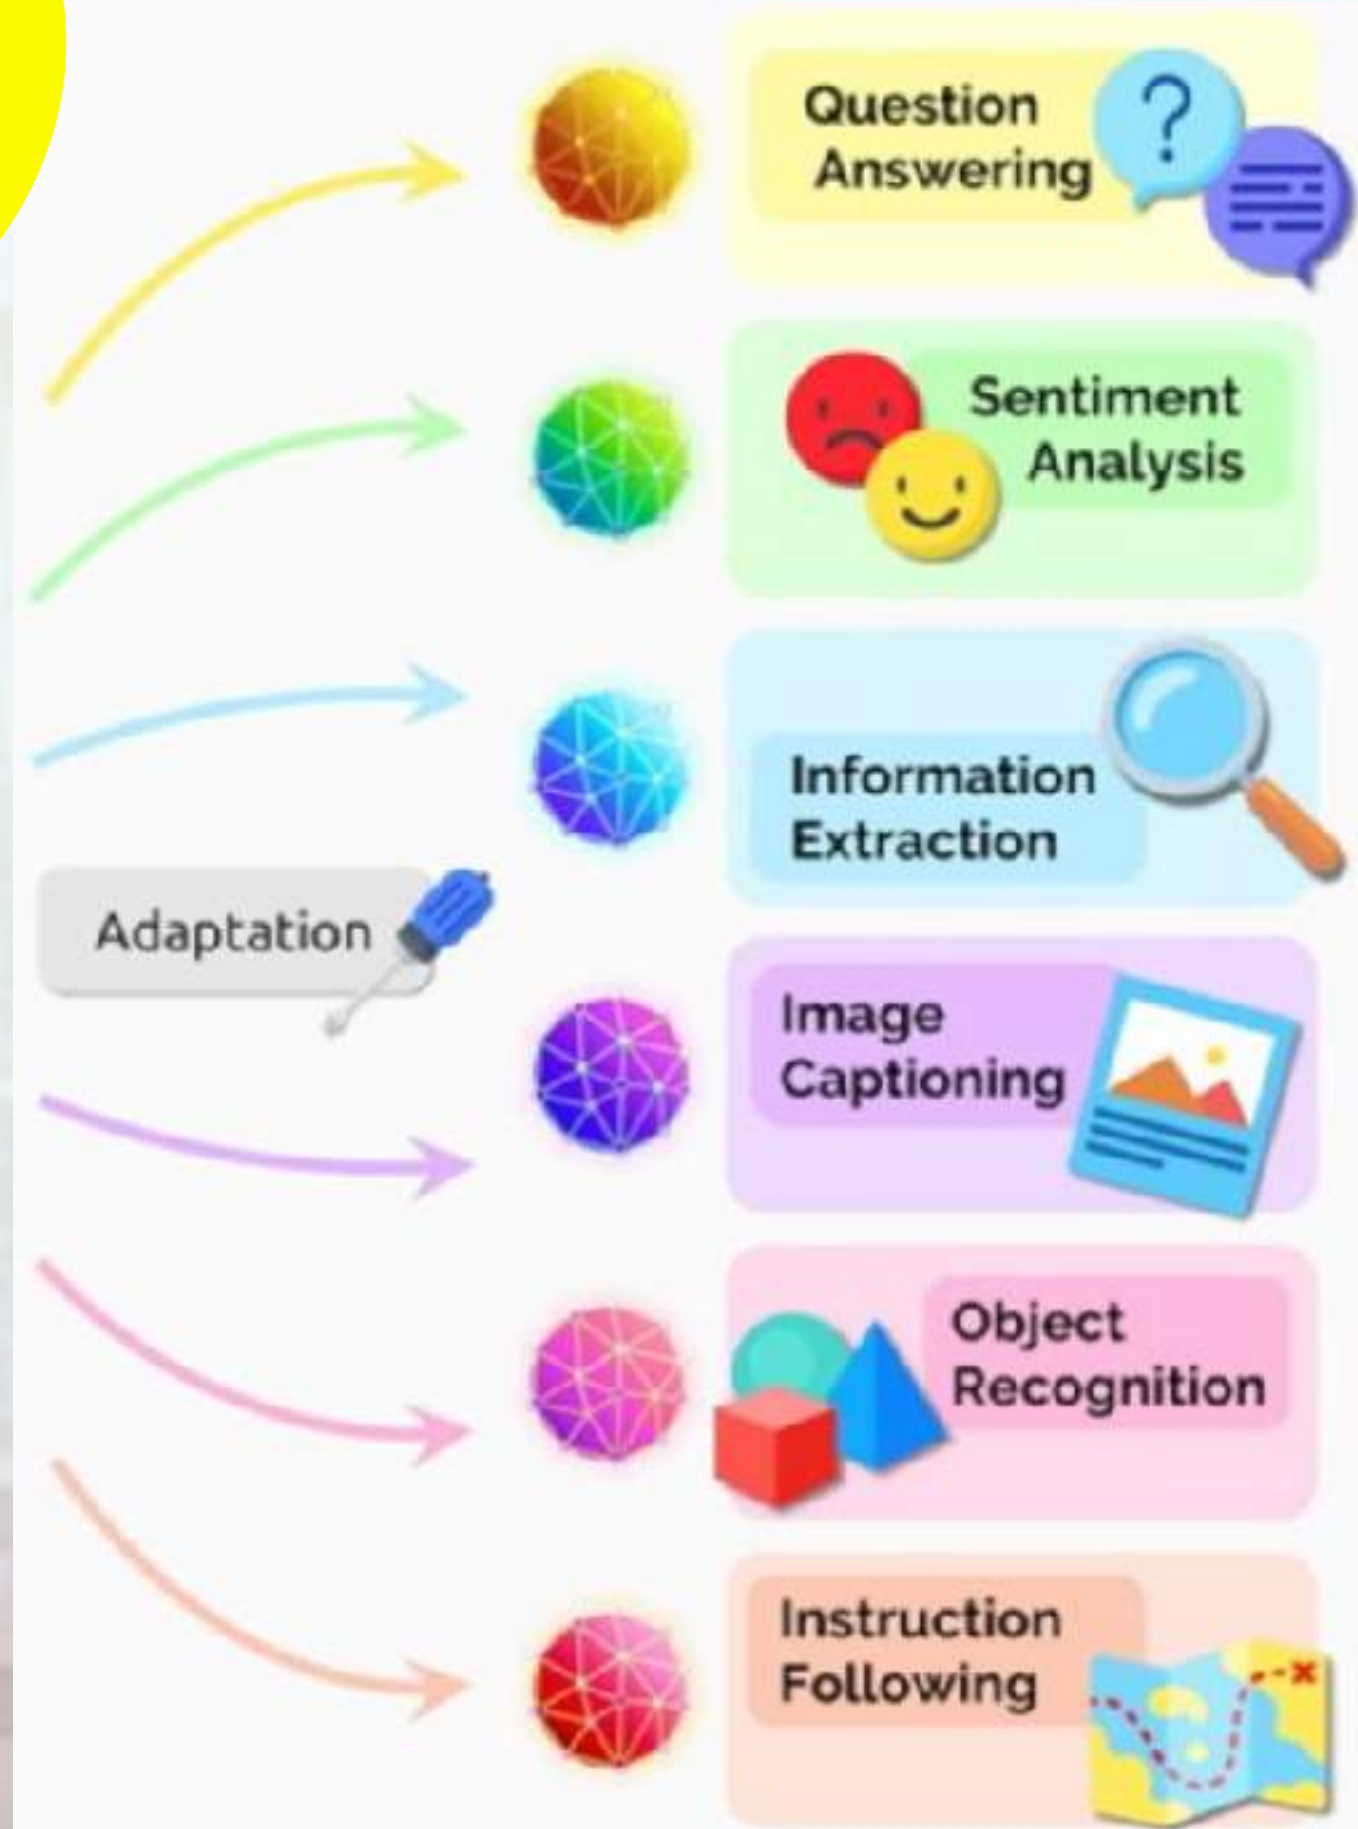 Question
Answering
Sentiment
Analysis
Information
Extraction
Adaptation
Image
Captioning
Object
Recognition
Instruction
Following